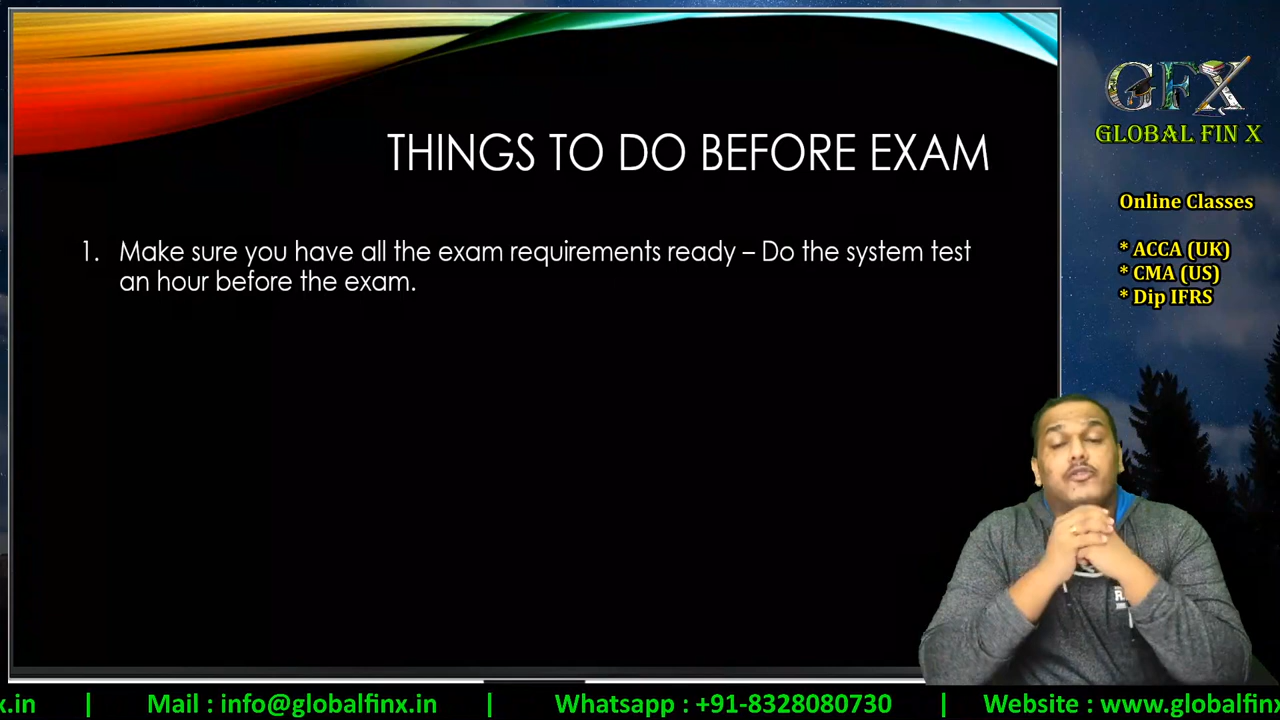 THINGS TO DO BEFORE EXAM
1. Make sure you have all the exam requirements ready – Do the system test
an hour before the exam.
GFX
GLOBAL FIN X
Online Classes
* ACCA (UK)
* CMA (US)
* Dip IFRS
x.in | Mail : info@globalfinx.in | Whatsapp : +91-8328080730 | Website : www.globalfinx